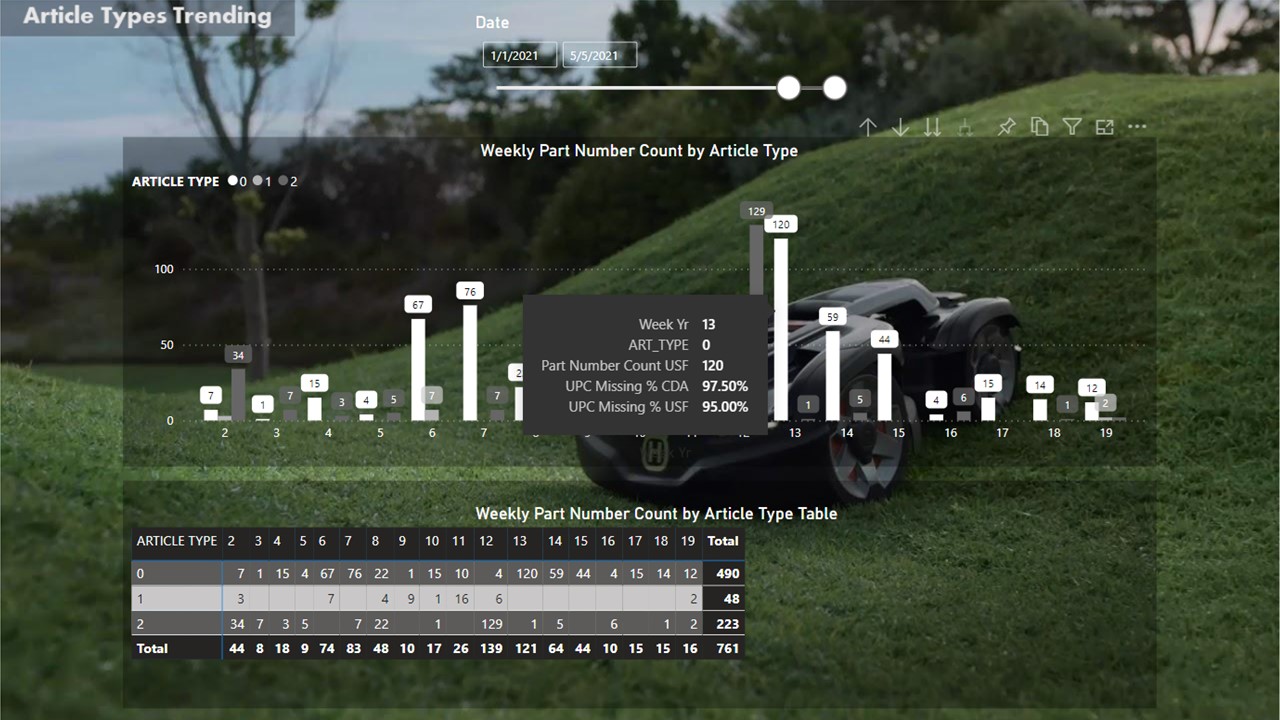 Article Types Trending
Date
1/1/2021 5/5/2021
Weekly Part Number Count by Article Type
ARTICLE TYPE 0 1 2
129
120
100
76
67
59
50
44
34
7 1 7 15 3 4 5 7 7 2 1 5 4 6 15 14 1 12 2
0
Week Yr 13
ART_TYPE 0
Part Number Count USF 120
UPC Missing % CDA 97.50%
UPC Missing % USF 95.00%
2 3 4 5 6 7 13 14 15 16 17 18 19
H
Yr
Weekly Part Number Count by Article Type Table
ARTICLE TYPE 2 3 4 5 6 7 8 9 10 11 12 13 14 15 16 17 18 19 Total
0 7 1 15 4 67 76 22 1 15 10 4 120 59 44 4 15 14 12 490
1 3 7 4 9 1 16 6 2 48
2 34 7 3 5 7 22 1 129 1 5 6 1 2 223
Total 44 8 18 9 74 83 48 10 17 26 139 121 64 44 10 15 15 16 761